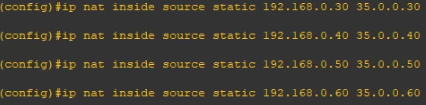 (config)#ip nat inside source static 192.168.0.30 35.0.0.30
(config)#ip nat inside source static 192.168.0.40 35.0.0.40
(config)#ip nat inside source static 192.168.0.50 35.0.0.50
(config)#ip nat inside source static 192.168.0.60 35.0.0.60